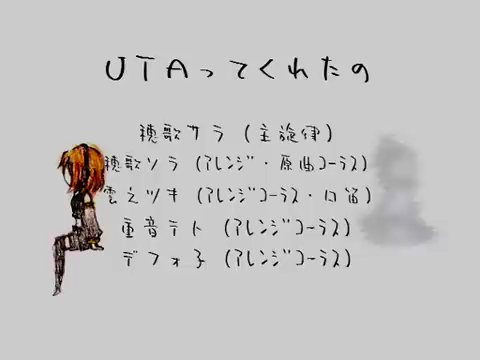 UTAってくれたの
穂歌サラ (主旋律)
穂歌ソラ (アレンジ・原曲コーラス)
雲之ツキ (アレンジコーラス・口笛)
重音テト (アレンジコーラス)
デフォ子 (アレンジコーラス)